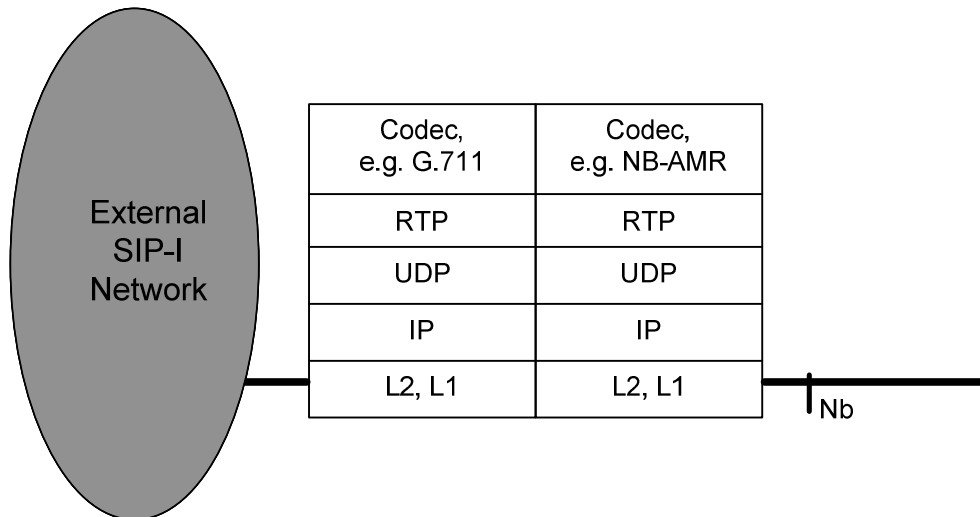 External
SIP-I
Network
Codec,
e.g. G.711
Codec,
e.g. NB-AMR
RTP
RTP
UDP
UDP
IP
IP
L2, L1
L2, L1
Nb